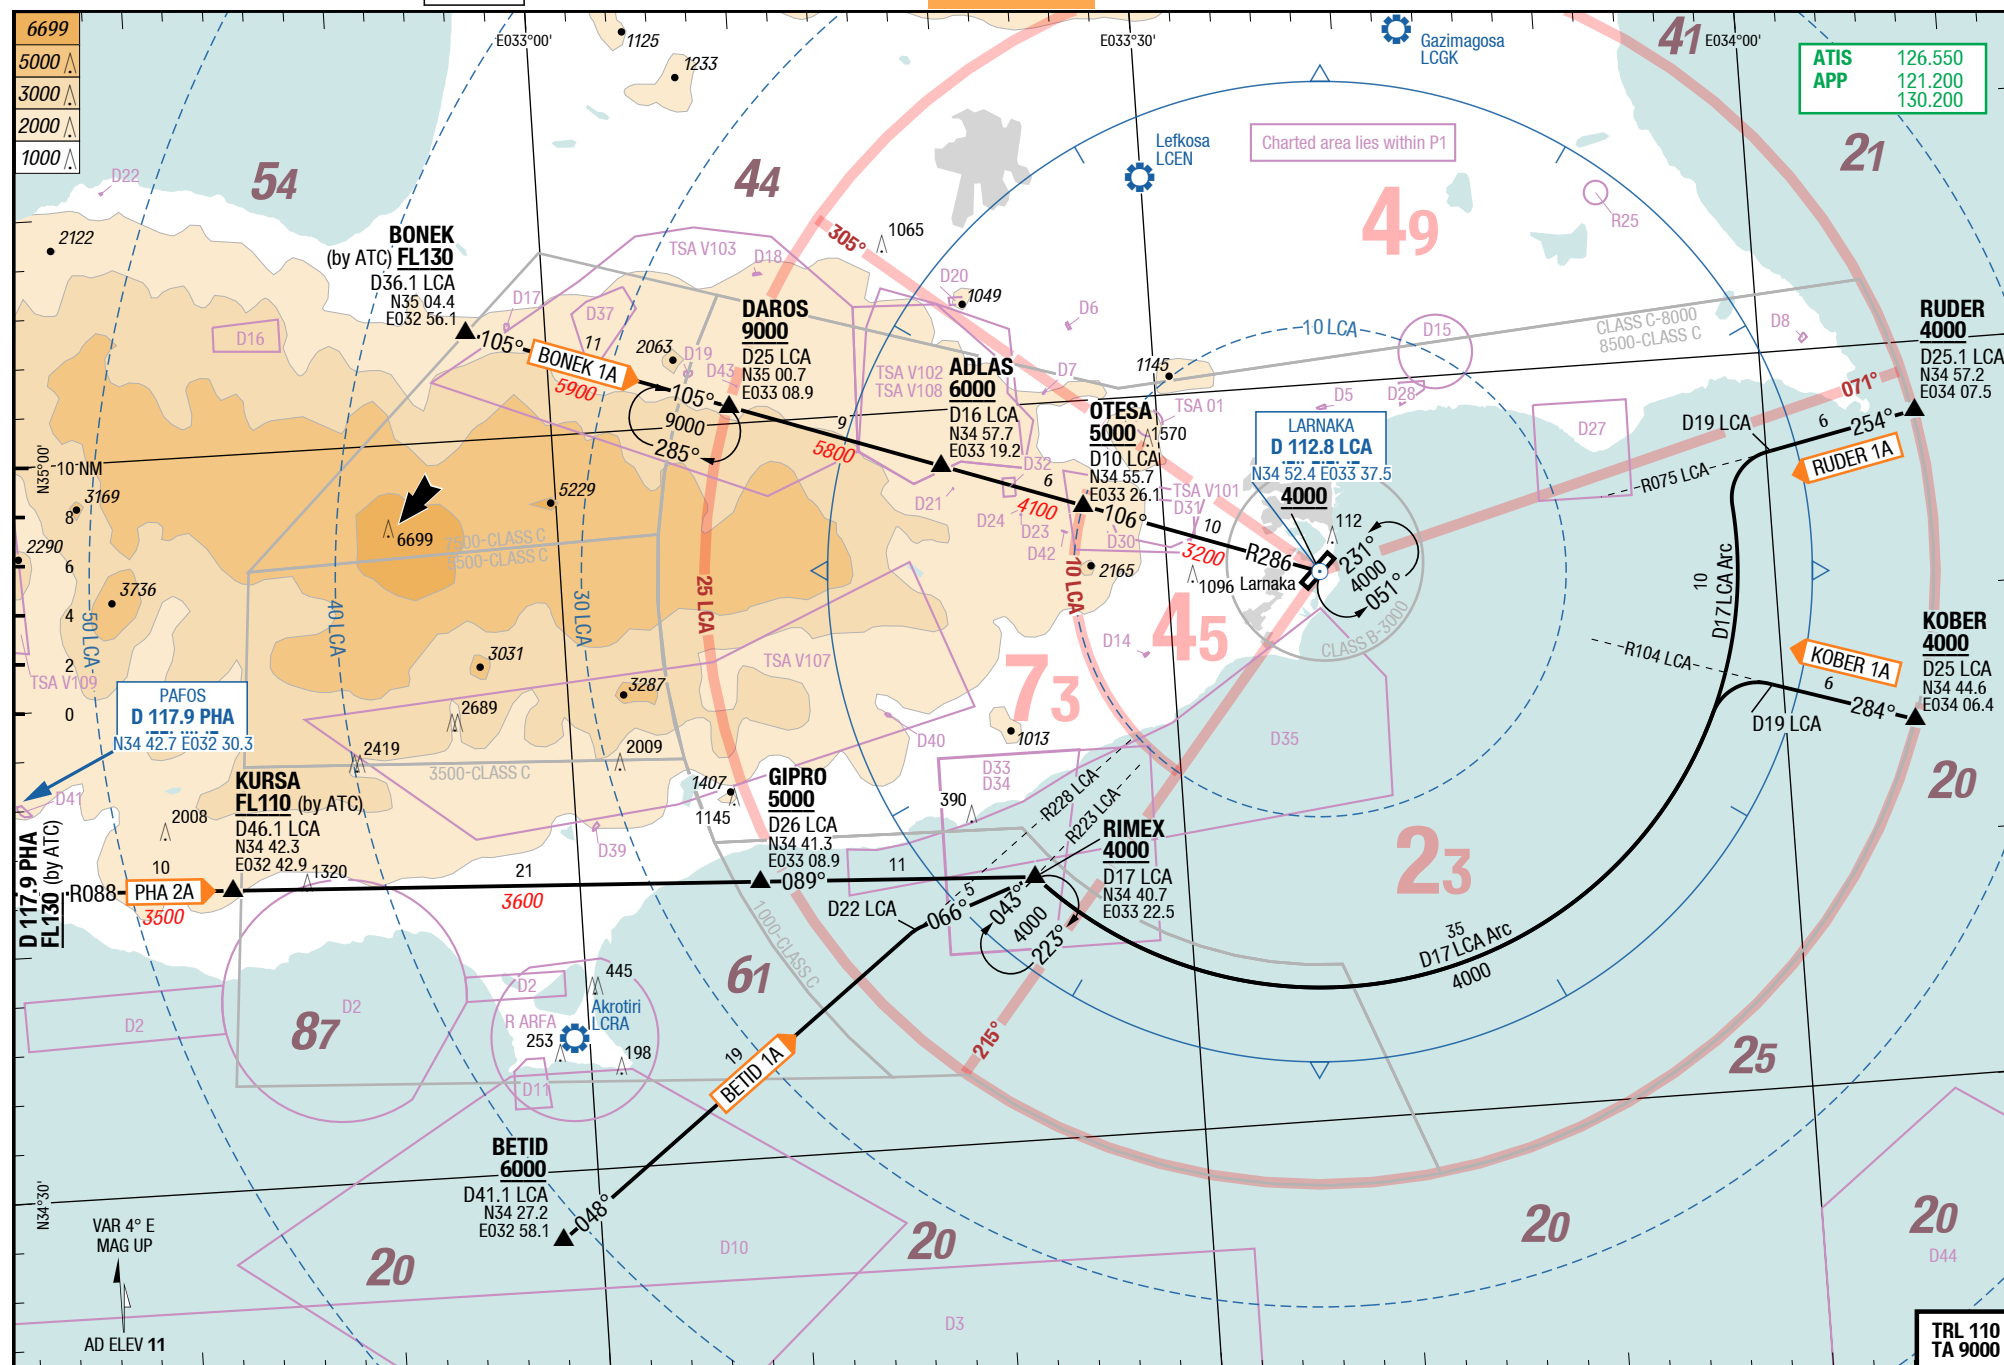 6699
5000
3000
2000
1000
E033°00'
1125
1233
E033°30'
Gazimagosa
LCGK
41
E034°00'
ATIS 126.550
APP 121.200
130.200
D22
54
44
Lefkosa
LCEN
Charted area lies within P1
21
49
R25
2122
BONEK
(by ATC) FL130
D36.1 LCA
N35 04.4
E032 56.1
TSA V103
D18
305°
1065
D17
D37
D20
1049
D6
10 LCA
D15
CLASS C-8000
8500-CLASS C
D8
RUDER
4000
D25.1 LCA
N34 57.2
E034 07.5
D16
105°
11
BONEK 1A
5900
2063
D19
D43
DAROS
9000
D25 LCA
N35 00.7
E033 08.9
TSA V102
TSA V108
ADLAS
6000
D16 LCA
N34 57.7
E033 19.2
D7
1145
TSA 01
D5
D28
071°
105°
9000
285°
9
5800
OTESA
5000
D10 LCA
N34 55.7
E033 26.1
1570
LARNAKA
D 112.8 LCA
N34 52.4 E033 37.5
4000
D27
D19 LCA
6
254°
RUDER 1A
R075 LCA
N35°00'
10 NM
8
6
4
2
0
3169
2290
3736
5229
6699
7500-CLASS C
5500-CLASS C
D21
D32
6
4100
D24
D23
D42
D30
D31
TSA V101
106°
10
3200
R286
112
231°
4000
051°
Larnaka
1096
2165
CLASS B-3000
50 LCA
40 LCA
30 LCA
25 LCA
10 LCA
45
73
D14
10
D17 LCA Arc
R104 LCA
KOBER 1A
6
284°
D19 LCA
KOBER
4000
D25 LCA
N34 44.6
E034 06.4
3031
3287
TSA V107
TSA V109
PAFOS
D 117.9 PHA
N34 42.7 E032 30.3
2689
2419
2009
3500-CLASS C
D40
1013
D35
D33
D34
R228 LCA
R223 LCA
20
D41
2008
KURSA
FL110 (by ATC)
D46.1 LCA
N34 42.3
E032 42.9
1320
1407
1145
D39
GIPRO
5000
D26 LCA
N34 41.3
E033 08.9
390
RIMEX
4000
D17 LCA
N34 40.7
E033 22.5
23
D 117.9 PHA
FL130 (by ATC)
R088
10
PHA 2A
3500
21
3600
089°
11
D22 LCA
066°
5
043°
4000
223°
1000-CLASS C
35
D17 LCA Arc
4000
61
215°
25
D2
D2
87
D2
R ARFA
445
Akrotiri
LCRA
253
198
D11
19
BETID 1A
BETID
6000
D41.1 LCA
N34 27.2
E032 58.1
048°
N34°30'
VAR 4° E
MAG UP
AD ELEV 11
20
D10
20
D3
20
20
D44
TRL 110
TA 9000